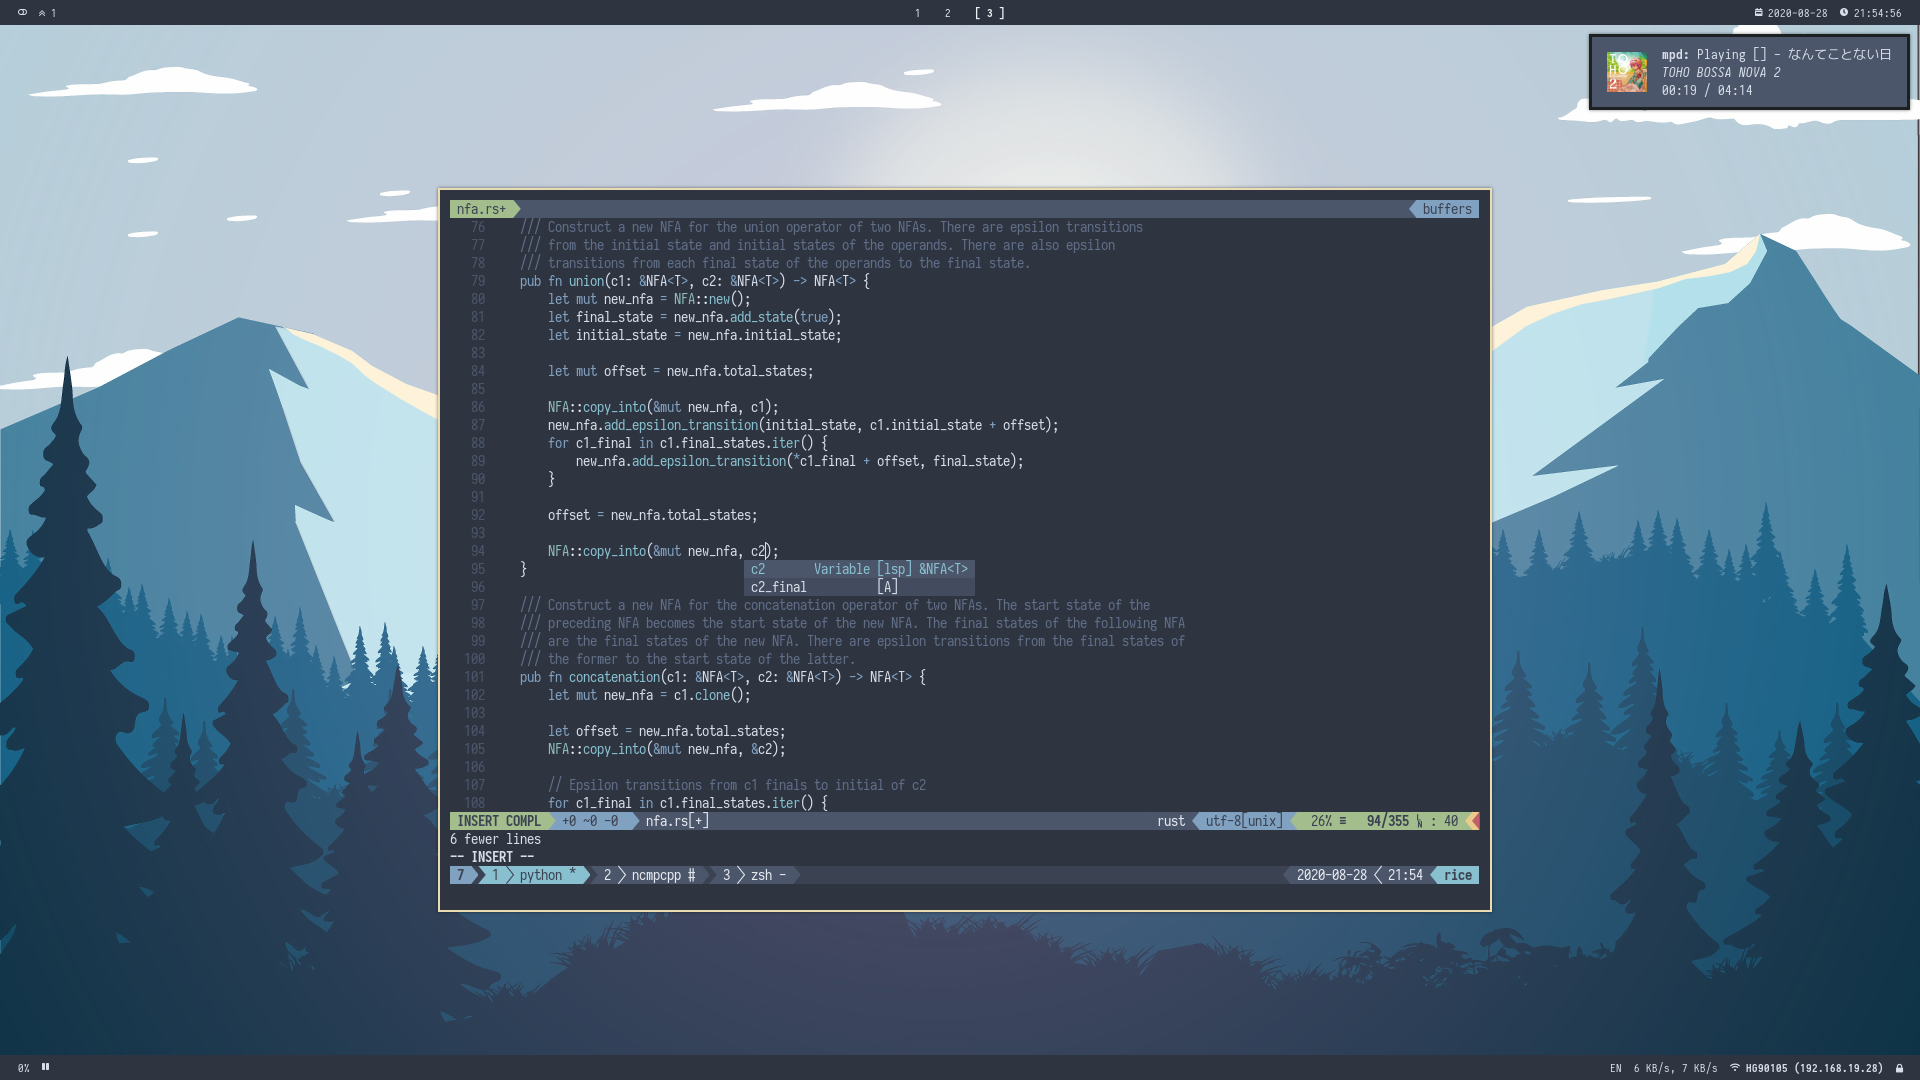 1
1 2 [ 3 ]
2020-08-28 21:54:56
mpd: Playing [] - なんてことない日
TOHO BOSSA NOVA 2
00:19 / 04:14
TO
HO
2
nfa.rs+ buffers
76 /// Construct a new NFA for the union operator of two NFAs. There are epsilon transitions
77 /// from the initial state and initial states of the operands. There are also epsilon
78 /// transitions from each final state of the operands to the final state.
79 pub fn union(c1: &NFA<T>, c2: &NFA<T>) -> NFA<T> {
80 let mut new_nfa = NFA::new();
81 let final_state = new_nfa.add_state(true);
82 let initial_state = new_nfa.initial_state;
83
84 let mut offset = new_nfa.total_states;
85
86 NFA::copy_into(&mut new_nfa, c1);
87 new_nfa.add_epsilon_transition(initial_state, c1.initial_state + offset);
88 for c1_final in c1.final_states.iter() {
89 new_nfa.add_epsilon_transition(*c1_final + offset, final_state);
90 }
91
92 offset = new_nfa.total_states;
93
94 NFA::copy_into(&mut new_nfa, c2);
95 }
c2 Variable [lsp] &NFA<T>
96
c2_final [A]
97 /// Construct a new NFA for the concatenation operator of two NFAs. The start state of the
98 /// preceding NFA becomes the start state of the new NFA. The final states of the following NFA
99 /// are the final states of the new NFA. There are epsilon transitions from the final states of
100 /// the former to the start state of the latter.
101 pub fn concatenation(c1: &NFA<T>, c2: &NFA<T>) -> NFA<T> {
102 let mut new_nfa = c1.clone();
103
104 let offset = new_nfa.total_states;
105 NFA::copy_into(&mut new_nfa, &c2);
106
107 // Epsilon transitions from c1 finals to initial of c2
108 for c1_final in c1.final_states.iter() {
INSERT COMPL +0 ~0 -0 nfa.rs[+] rust utf-8[unix] 26% ≡ 94/355 : 40
6 fewer lines
-- INSERT --
7 1 python * 2 ncmpcpp # 3 zsh - 2020-08-28 21:54 rice
0% EN 6 KB/s, 7 KB/s HG90105 (192.168.19.28)